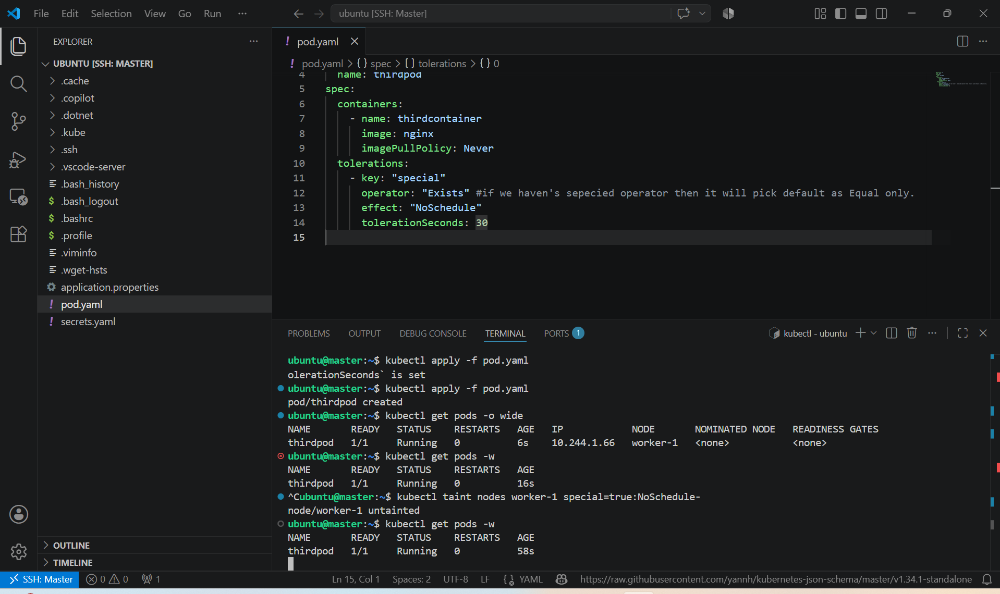 File Edit Selection View Go Run ···
ubuntu [SSH: Master]
EXPLORER
UBUNTU [SSH: MASTER]
.cache
.copilot
.dotnet
.kube
.ssh
.vscode-server
.bash_history
.bash_logout
.bashrc
.profile
.viminfo
.wget-hsts
application.properties
pod.yaml
secrets.yaml
OUTLINE
TIMELINE
pod.yaml
pod.yaml > {} spec > [] tolerations > {} 0
4 name: thirdpod
5 spec:
6 containers:
7 - name: thirdcontainer
8 image: nginx
9 imagePullPolicy: Never
10 tolerations:
11 - key: "special"
12 operator: "Exists" #if we haven's sepecied operator then it will pick default as Equal only.
13 effect: "NoSchedule"
14 tolerationSeconds: 30
15
PROBLEMS OUTPUT DEBUG CONSOLE TERMINAL PORTS 1
kubectl - ubuntu
ubuntu@master:~$ kubectl apply -f pod.yaml
olerationSeconds` is set
ubuntu@master:~$ kubectl apply -f pod.yaml
pod/thirdpod created
ubuntu@master:~$ kubectl get pods -o wide
NAME READY STATUS RESTARTS AGE IP NODE NOMINATED NODE READINESS GATES
thirdpod 1/1 Running 0 6s 10.244.1.66 worker-1 <none> <none>
ubuntu@master:~$ kubectl get pods -w
NAME READY STATUS RESTARTS AGE
thirdpod 1/1 Running 0 16s
^Cubuntu@master:~$ kubectl taint nodes worker-1 special=true:NoSchedule-
node/worker-1 untainted
ubuntu@master:~$ kubectl get pods -w
NAME READY STATUS RESTARTS AGE
thirdpod 1/1 Running 0 58s
SSH: Master 0 0 1 Ln 15, Col 1 Spaces: 2 UTF-8 LF {} YAML https://raw.githubusercontent.com/yannh/kubernetes-json-schema/master/v1.34.1-standalone